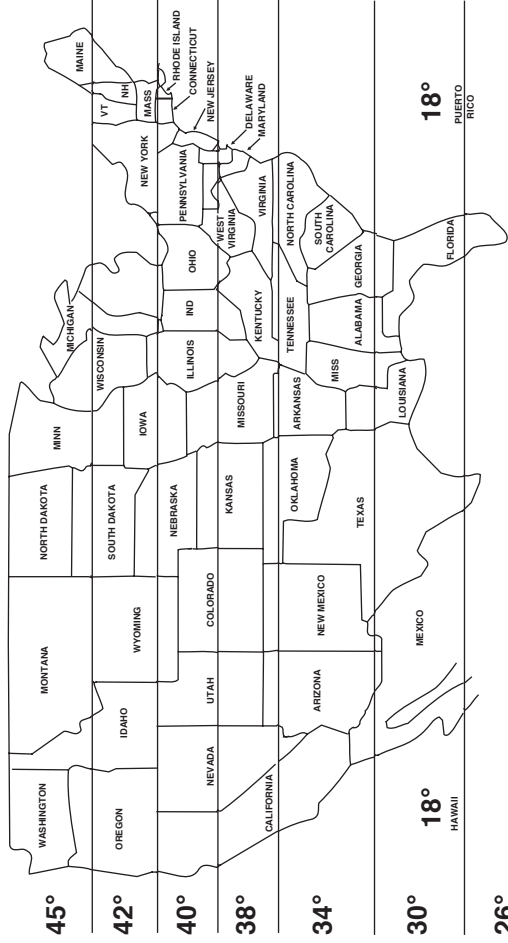 45°
42°
40°
38°
34°
30°
26°
WASHINGTON
OREGON
IDAHO
MONTANA
WYOMING
NEVADA
UTAH
COLORADO
CALIFORNIA
ARIZONA
NEW MEXICO
NORTH DAKOTA
SOUTH DAKOTA
NEBRASKA
KANSAS
OKLAHOMA
TEXAS
MEXICO
MINN
IOWA
MISSOURI
ARKANSAS
LOUISIANA
WISCONSIN
ILLINOIS
MICHIGAN
IND
OHIO
KENTUCKY
TENNESSEE
MISS
ALABAMA
GEORGIA
FLORIDA
SOUTH
CAROLINA
NORTH CAROLINA
VIRGINIA
WEST
VIRGINIA
PENNSYLVANIA
NEW YORK
VT
NH
MASS
MAINE
RHODE ISLAND
CONNECTICUT
NEW JERSEY
DELAWARE
MARYLAND
18°
HAWAII
18°
PUERTO
RICO